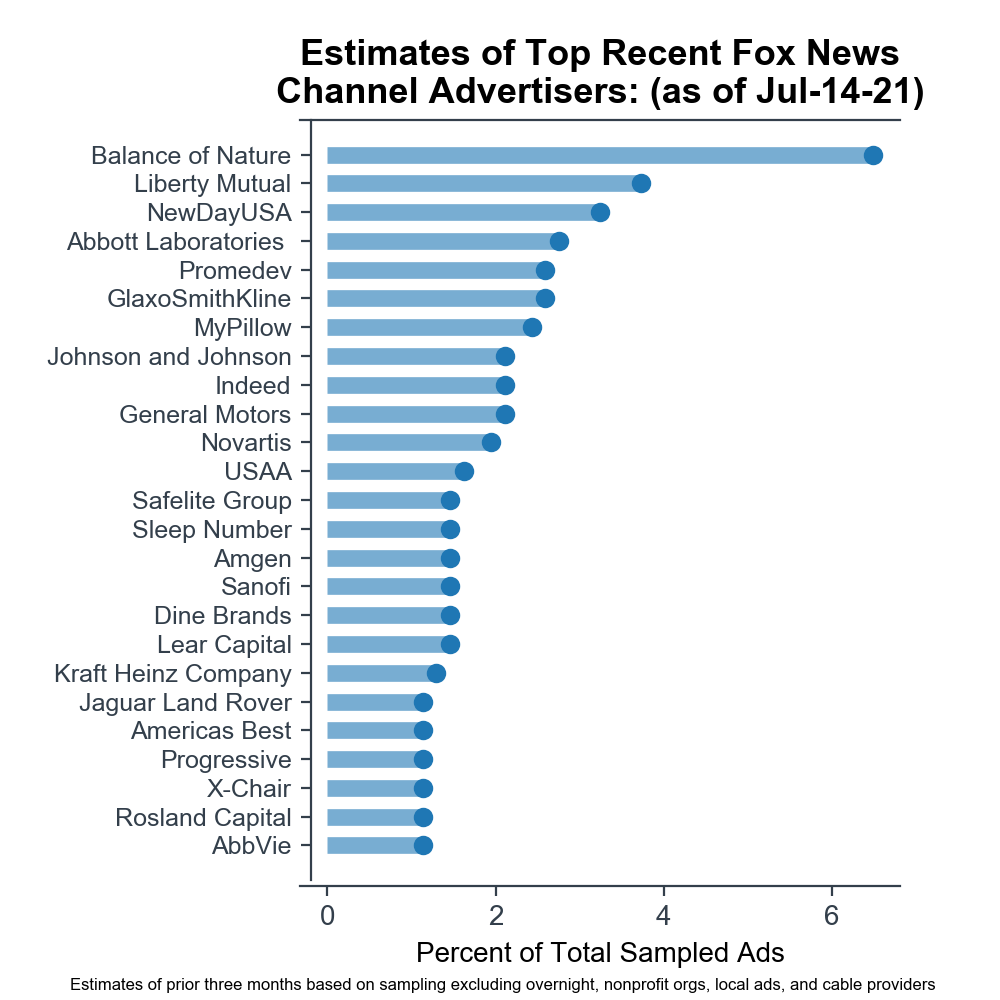 Estimates of Top Recent Fox News
Channel Advertisers: (as of Jul-14-21)
Balance of Nature
Liberty Mutual
NewDayUSA
Abbott Laboratories
Promedev
GlaxoSmithKline
MyPillow
Johnson and Johnson
Indeed
General Motors
Novartis
USAA
Safelite Group
Sleep Number
Amgen
Sanofi
Dine Brands
Lear Capital
Kraft Heinz Company
Jaguar Land Rover
Americas Best
Progressive
X-Chair
Rosland Capital
AbbVie
0 2 4 6
Percent of Total Sampled Ads
Estimates of prior three months based on sampling excluding overnight, nonprofit orgs, local ads, and cable providers